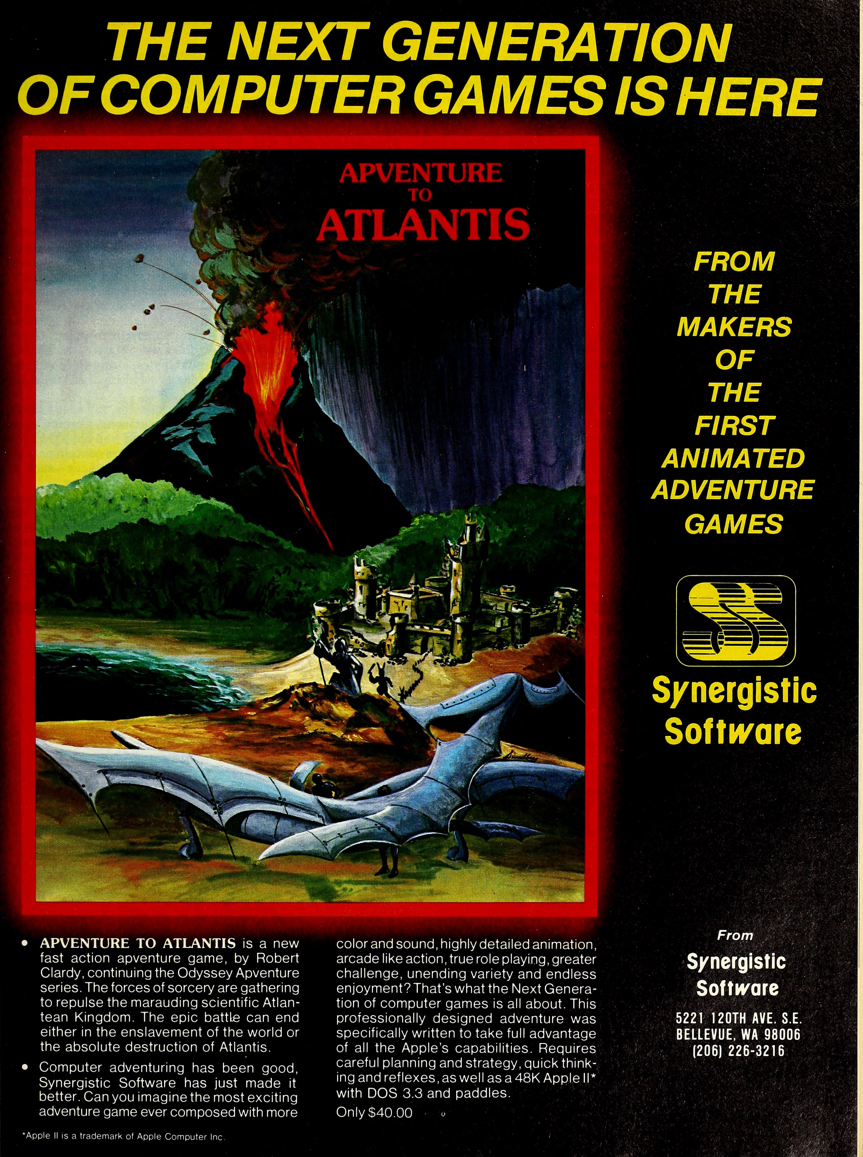 THE NEXT GENERATION
OF COMPUTER GAMES IS HERE
APVENTURE
TO
ATLANTIS
FROM
THE
MAKERS
OF
THE
FIRST
ANIMATED
ADVENTURE
GAMES
SS
Synergistic
Software
• APVENTURE TO ATLANTIS is a new
fast action apventure game, by Robert
Clardy, continuing the Odyssey Apventure
series. The forces of sorcery are gathering
to repulse the marauding scientific Atlan-
tean Kingdom. The epic battle can end
either in the enslavement of the world or
the absolute destruction of Atlantis.
• Computer adventuring has been good,
Synergistic Software has just made it
better. Can you imagine the most exciting
adventure game ever composed with more
color and sound, highly detailed animation,
arcade like action, true role playing, greater
challenge, unending variety and endless
enjoyment? That's what the Next Genera-
tion of computer games is all about. This
professionally designed adventure was
specifically written to take full advantage
of all the Apple's capabilities. Requires
careful planning and strategy, quick think-
ing and reflexes, as well as a 48K Apple II*
with DOS 3.3 and paddles.
Only $40.00
From
Synergistic
Software
5221 120TH AVE. S.E.
BELLEVUE, WA 98006
(206) 226-3216
*Apple II is a trademark of Apple Computer Inc.